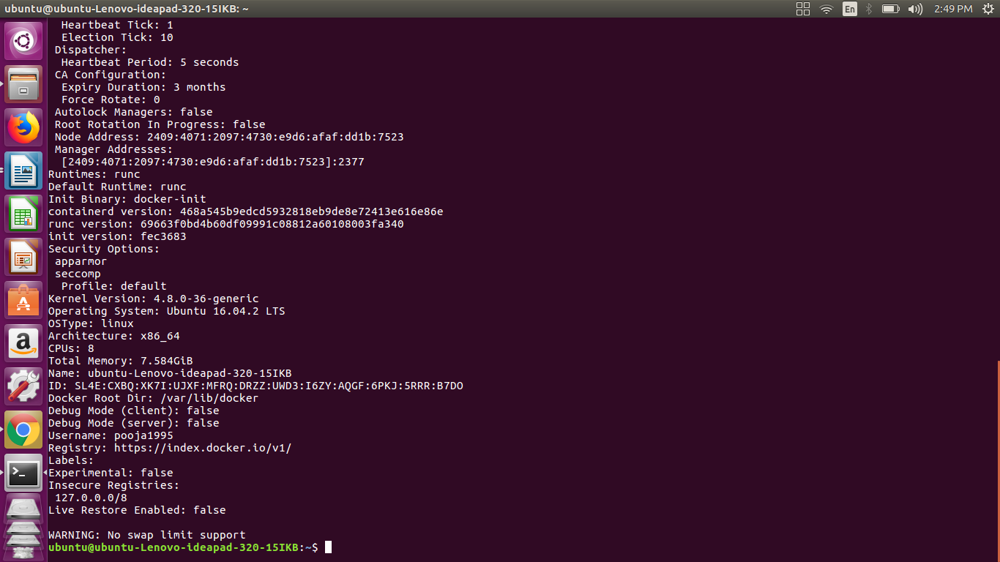 ubuntu@ubuntu-Lenovo-ideapad-320-15IKB: ~
En
2:49 PM
Heartbeat Tick: 1
Election Tick: 10
Dispatcher:
Heartbeat Period: 5 seconds
CA Configuration:
Expiry Duration: 3 months
Force Rotate: 0
Autolock Managers: false
Root Rotation In Progress: false
Node Address: 2409:4071:2097:4730:e9d6:afaf:dd1b:7523
Manager Addresses:
[2409:4071:2097:4730:e9d6:afaf:dd1b:7523]:2377
Runtimes: runc
Default Runtime: runc
Init Binary: docker-init
containerd version: 468a545b9edcd5932818eb9de8e72413e616e86e
runc version: 69663f0bd4b60df09991c08812a60108003fa340
init version: fec3683
Security Options:
apparmor
seccomp
Profile: default
Kernel Version: 4.8.0-36-generic
Operating System: Ubuntu 16.04.2 LTS
OSType: linux
Architecture: x86_64
CPUs: 8
Total Memory: 7.584GiB
Name: ubuntu-Lenovo-ideapad-320-15IKB
ID: SL4E:CXBQ:XK7I:UJXF:MFRQ:DRZZ:UWD3:I6ZY:AQGF:6PKJ:5RRR:B7DO
Docker Root Dir: /var/lib/docker
Debug Mode (client): false
Debug Mode (server): false
Username: pooja1995
Registry: https://index.docker.io/v1/
Labels:
Experimental: false
Insecure Registries:
127.0.0.0/8
Live Restore Enabled: false
WARNING: No swap limit support
ubuntu@ubuntu-Lenovo-ideapad-320-15IKB:~$